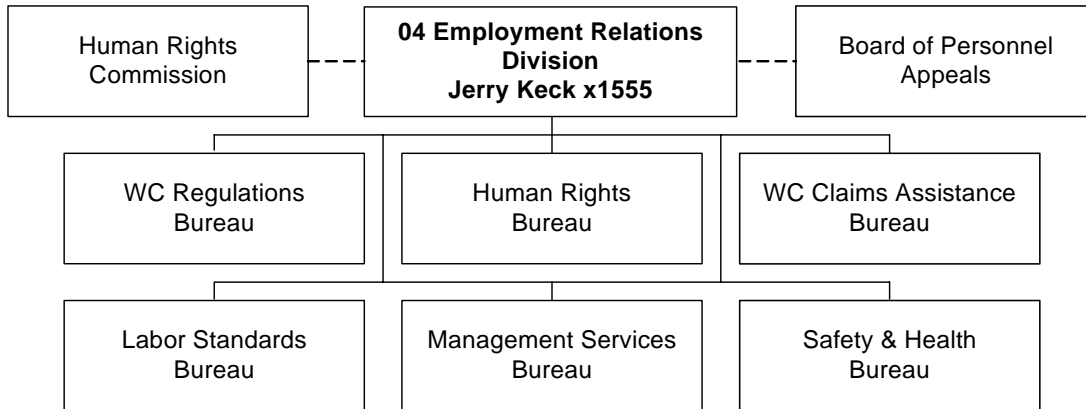 Human Rights
Commission
04 Employment Relations
Division
Jerry Keck x1555
Board of Personnel
Appeals
WC Regulations
Bureau
Human Rights
Bureau
WC Claims Assistance
Bureau
Labor Standards
Bureau
Management Services
Bureau
Safety & Health
Bureau